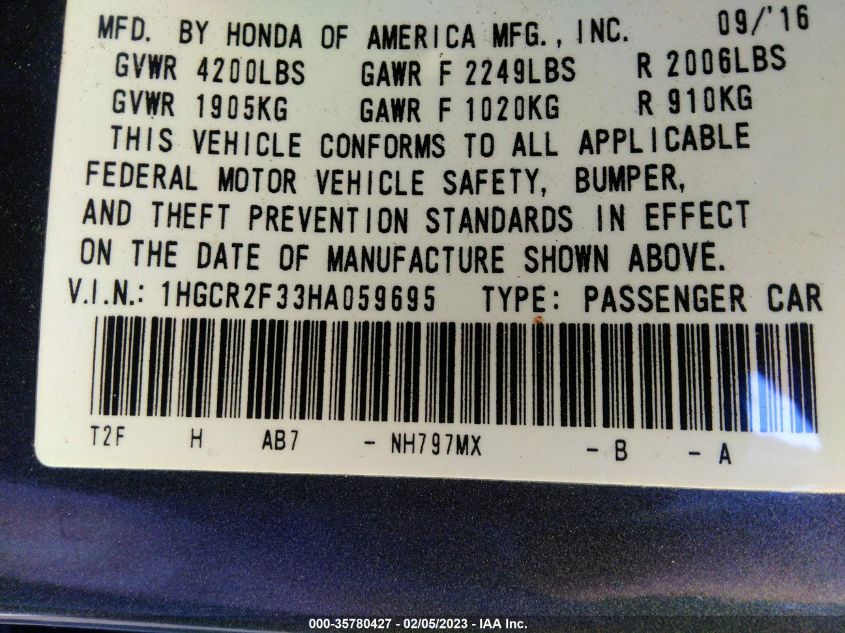 MFD. BY HONDA OF AMERICA MFG., INC. 09/'16
GVWR 4200LBS GAWR F 2249LBS R 2006LBS
GVWR 1905KG GAWR F 1020KG R 910KG
THIS VEHICLE CONFORMS TO ALL APPLICABLE
FEDERAL MOTOR VEHICLE SAFETY, BUMPER,
AND THEFT PREVENTION STANDARDS IN EFFECT
ON THE DATE OF MANUFACTURE SHOWN ABOVE.
V.I.N.: 1HGCR2F33HA059695 TYPE: PASSENGER CAR
T2F H AB7 - NH797MX - B - A
000-35780427 - 02/05/2023 - IAA Inc.